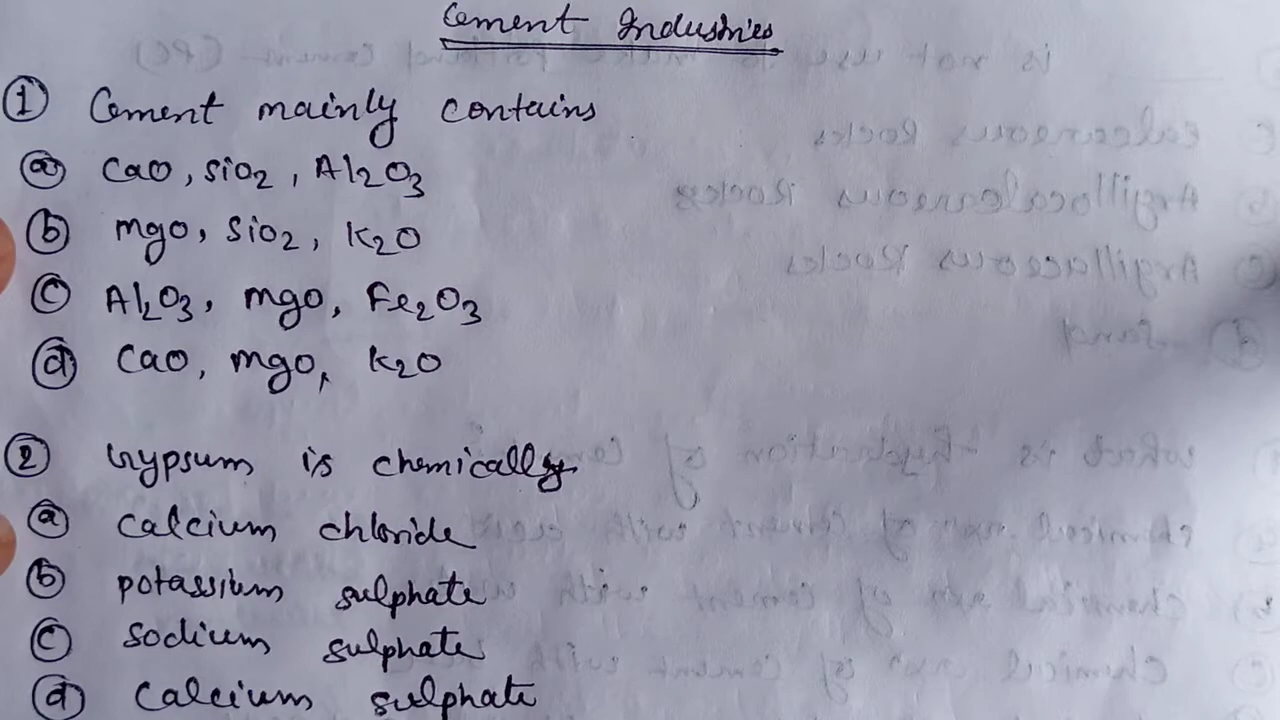 Cement Industries
① Cement mainly contains
ⓐ CaO, SiO2, Al2O3
ⓑ MgO, SiO2, K2O
ⓒ Al2O3, MgO, Fe2O3
ⓓ CaO, MgO, K2O
② Gypsum is chemically
ⓐ Calcium chloride
ⓑ potassium sulphate
ⓒ sodium sulphate
ⓓ Calcium sulphate